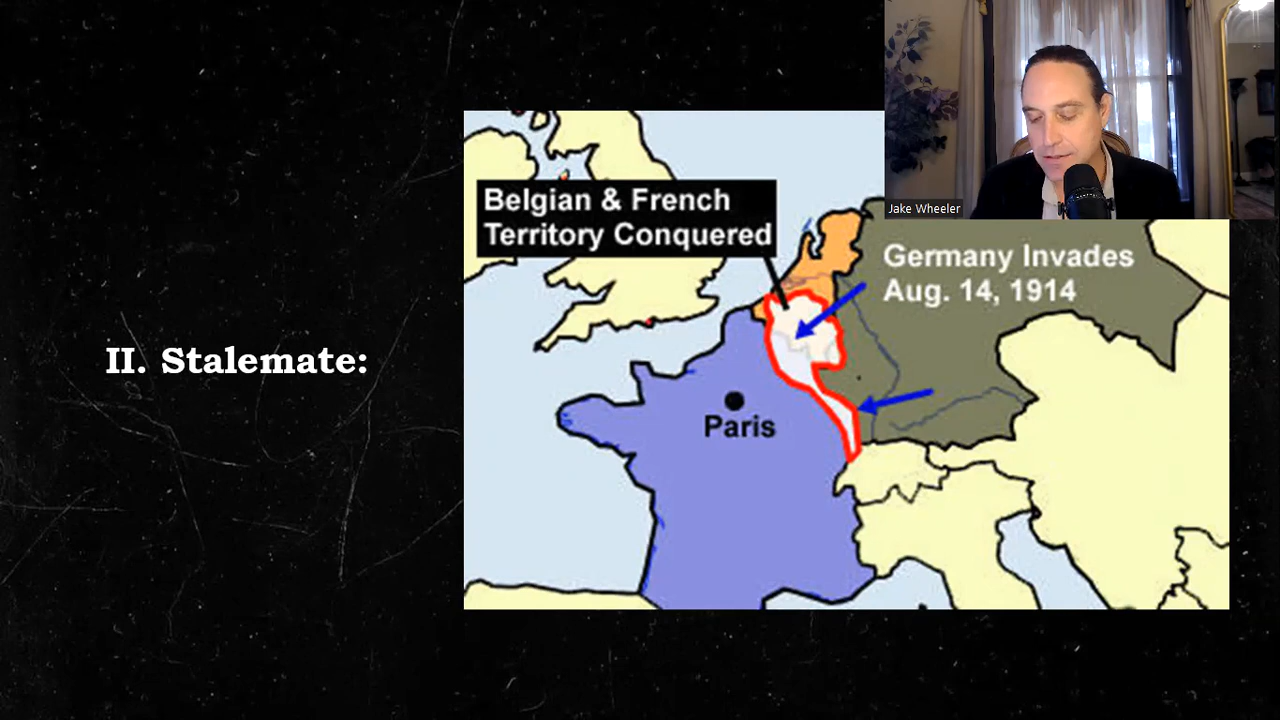 Jake Wheeler
Belgian & French
Territory Conquered
Germany Invades
Aug. 14, 1914
II. Stalemate:
Paris